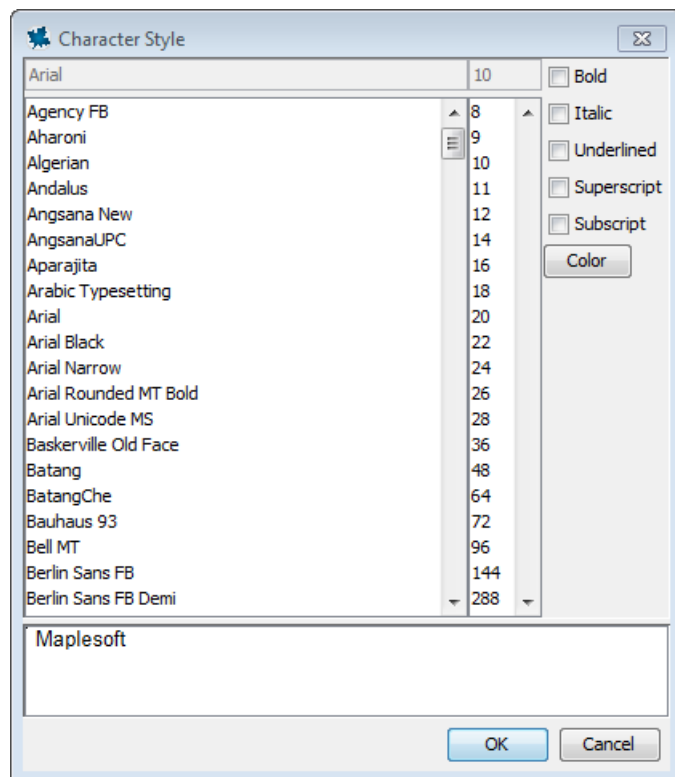 Character Style
Arial
10
Bold
Italic
Underlined
Superscript
Subscript
Color
Agency FB
Aharoni
Algerian
Andalus
Angsana New
AngsanaUPC
Aparajita
Arabic Typesetting
Arial
Arial Black
Arial Narrow
Arial Rounded MT Bold
Arial Unicode MS
Baskerville Old Face
Batang
BatangChe
Bauhaus 93
Bell MT
Berlin Sans FB
Berlin Sans FB Demi
8
9
10
11
12
14
16
18
20
22
24
26
28
36
48
64
72
96
144
288
Maplesoft
OK
Cancel